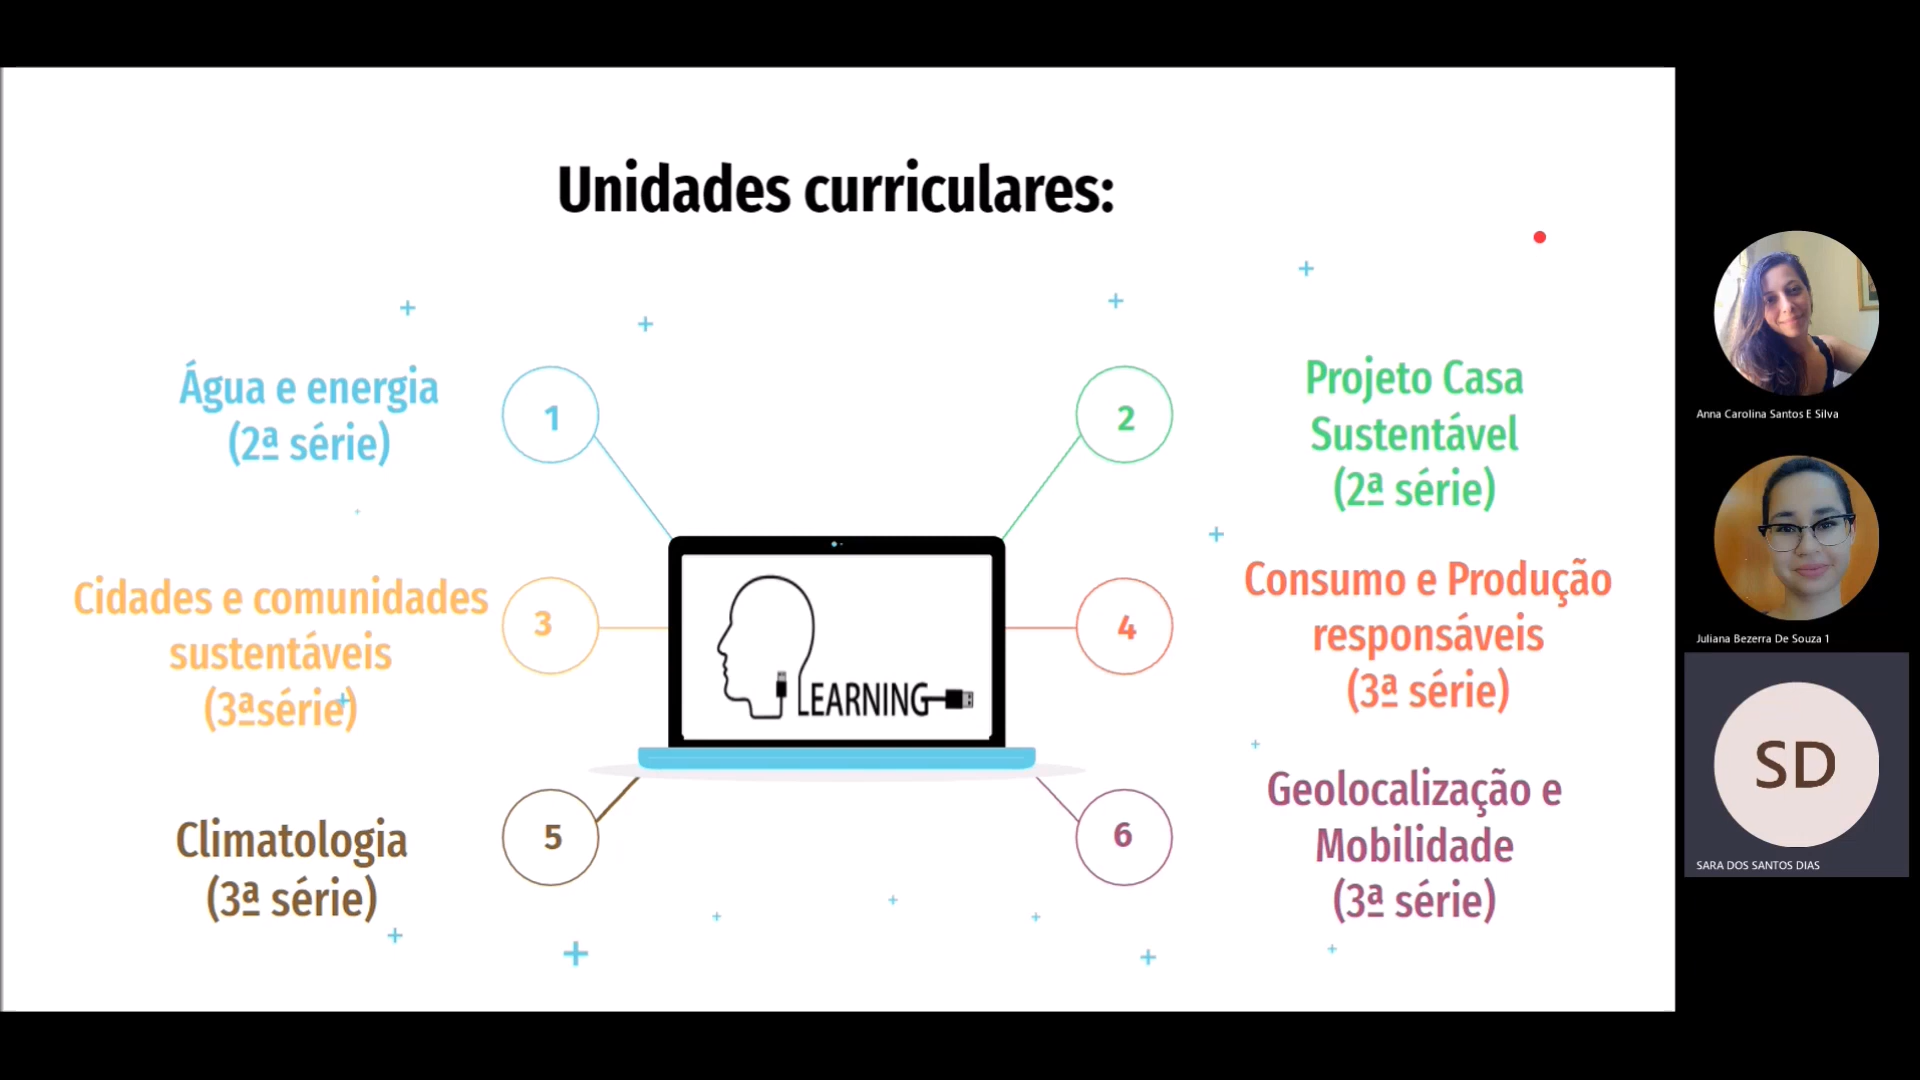 Unidades curriculares:
Água e energia
(2ª série)
1
2
Projeto Casa
Sustentável
(2ª série)
Cidades e comunidades
sustentáveis
(3ªsérie)
3
4
Consumo e Produção
responsáveis
(3ª série)
LEARNING
Climatologia
(3ª série)
5
6
Geolocalização e
Mobilidade
(3ª série)
Anna Carolina Santos E Silva
Juliana Bezerra De Souza 1
SD
SARA DOS SANTOS DIAS